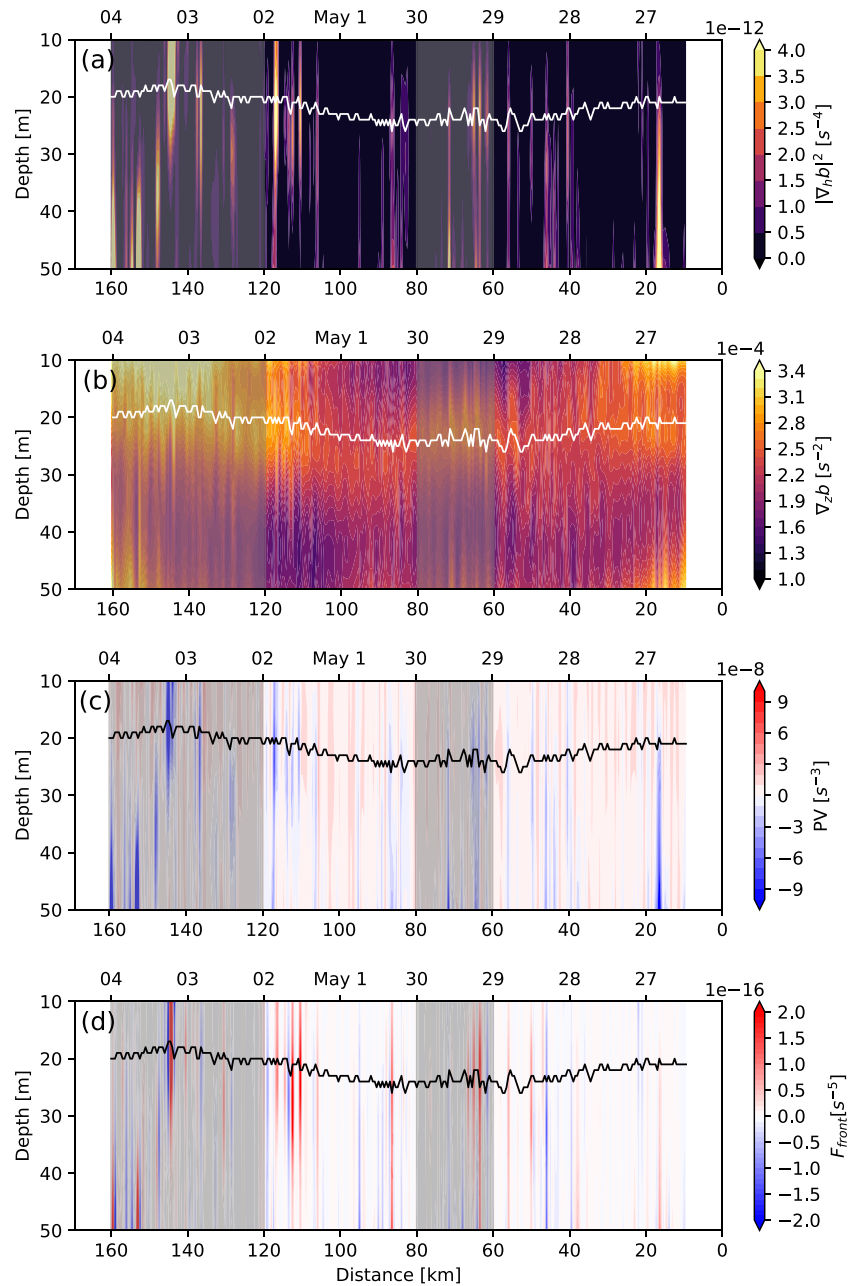 04 03 02 May 1 30 29 28 27
1e−12
(a)
10
20
30
40
50
Depth [m]
160 140 120 100 80 60 40 20 0
4.0
3.5
3.0
2.5
2.0
1.5
1.0
0.5
0.0
|∇hb|² [s⁻⁴]
04 03 02 May 1 30 29 28 27
1e−4
(b)
10
20
30
40
50
Depth [m]
160 140 120 100 80 60 40 20 0
3.4
3.1
2.8
2.5
2.2
1.9
1.6
1.3
1.0
∇zb [s⁻²]
04 03 02 May 1 30 29 28 27
1e−8
(c)
10
20
30
40
50
Depth [m]
160 140 120 100 80 60 40 20 0
9
6
3
0
−3
−6
−9
PV [s⁻³]
04 03 02 May 1 30 29 28 27
1e−16
(d)
10
20
30
40
50
Depth [m]
160 140 120 100 80 60 40 20 0
Distance [km]
2.0
1.5
1.0
0.5
0.0
−0.5
−1.0
−1.5
−2.0
Ffront[s⁻⁵]